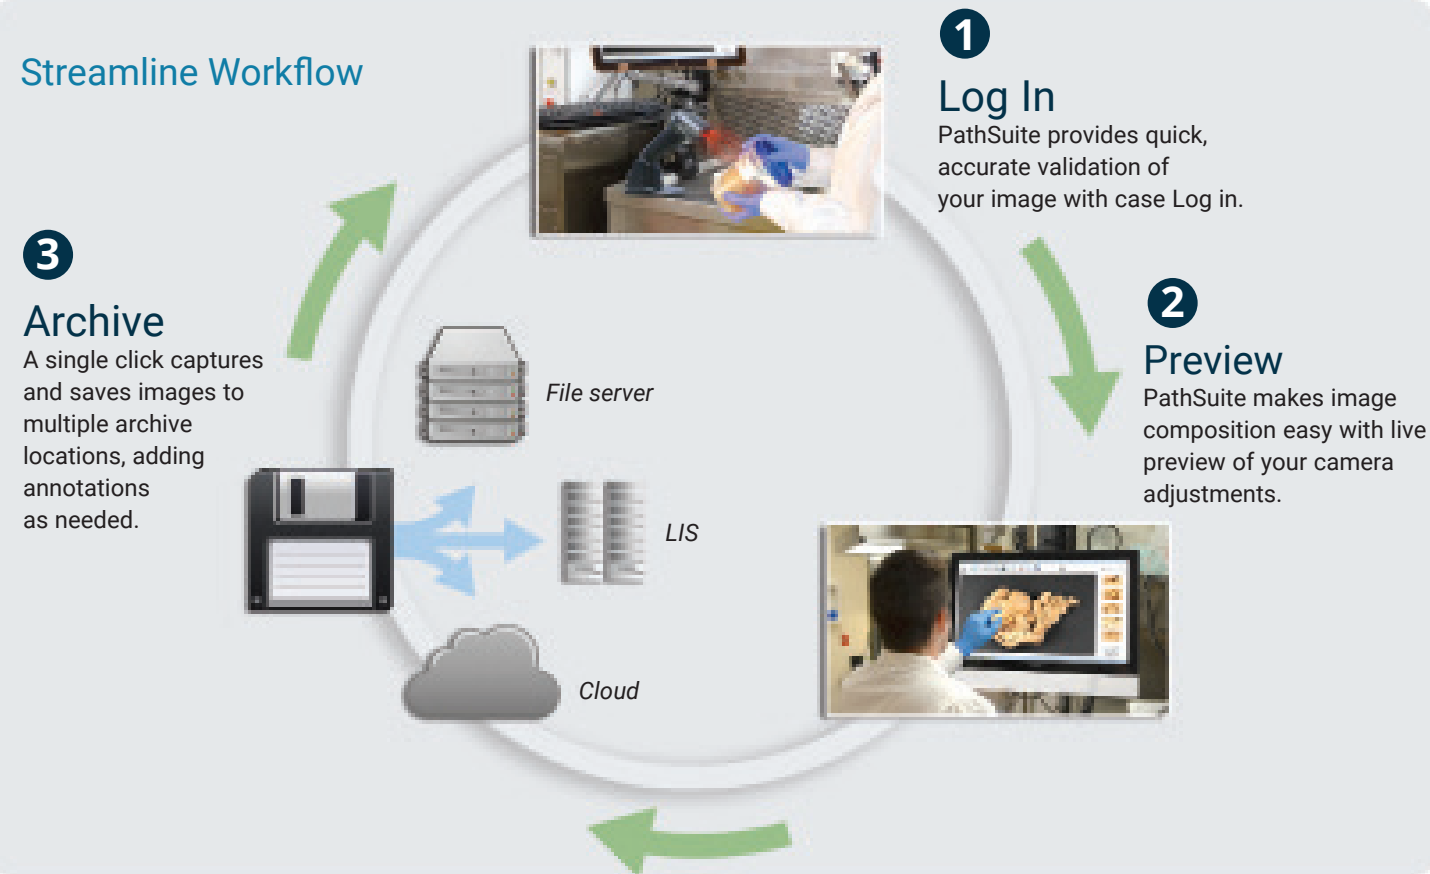 Streamline Workflow
1
Log In
PathSuite provides quick,
accurate validation of
your image with case Log in.
2
Preview
PathSuite makes image
composition easy with live
preview of your camera
adjustments.
3
Archive
A single click captures
and saves images to
multiple archive
locations, adding
annotations
as needed.
File server
LIS
Cloud